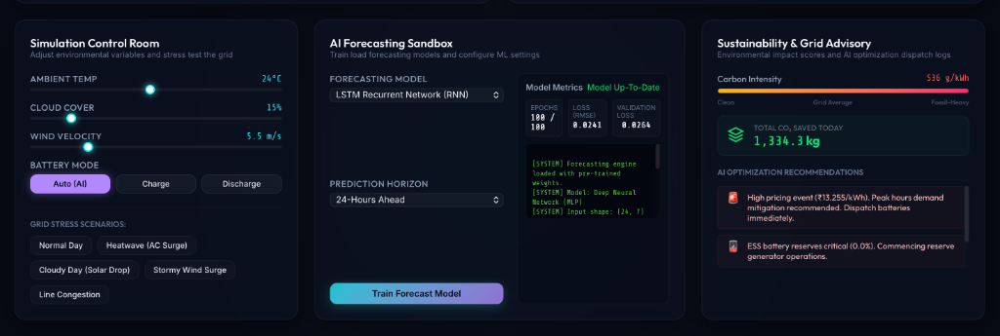 Simulation Control Room
Adjust environmental variables and stress test the grid
AMBIENT TEMP 24°C
CLOUD COVER 15%
WIND VELOCITY 5.5 m/s
BATTERY MODE
Auto (AI) Charge Discharge
GRID STRESS SCENARIOS:
Normal Day Heatwave (AC Surge)
Cloudy Day (Solar Drop) Stormy Wind Surge
Line Congestion
AI Forecasting Sandbox
Train load forecasting models and configure ML settings
FORECASTING MODEL
LSTM Recurrent Network (RNN)
PREDICTION HORIZON
24-Hours Ahead
Train Forecast Model
Model Metrics Model Up-To-Date
EPOCHS
100 /
100
LOSS
(RMSE)
0.0241
VALIDATION
LOSS
0.0264
[SYSTEM] Forecasting engine
loaded with pre-trained
weights.
[SYSTEM] Model: Deep Neural
Network (MLP)
[SYSTEM] Input shape: (24, 7)
Sustainability & Grid Advisory
Environmental impact scores and AI optimization dispatch logs
Carbon Intensity 536 g/kWh
Clean Grid Average Fossil-Heavy
TOTAL CO₂ SAVED TODAY
1,334.3 kg
AI OPTIMIZATION RECOMMENDATIONS
High pricing event (₹13.255/kWh). Peak hours demand
mitigation recommended. Dispatch batteries
immediately.
ESS battery reserves critical (0.0%). Commencing reserve
generator operations.